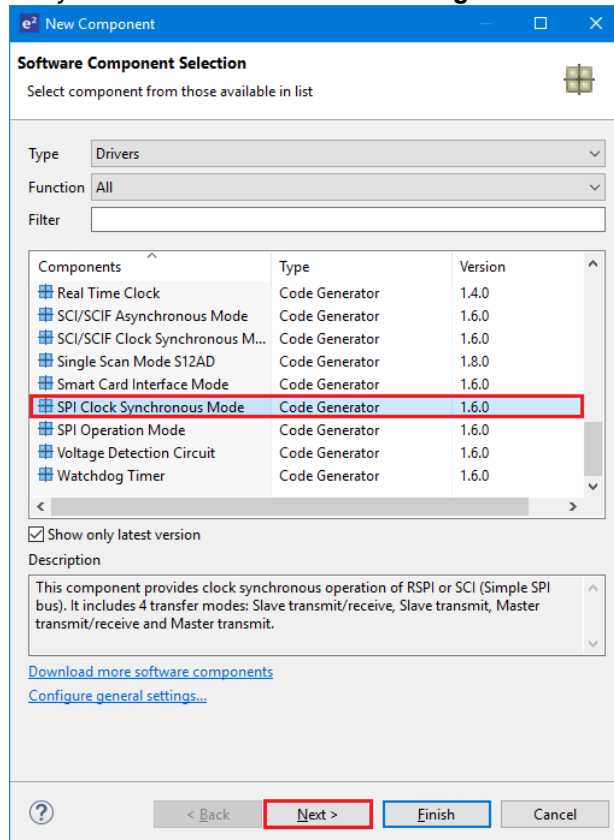 e² New Component
Software Component Selection
Select component from those available in list
Type Drivers
Function All
Filter
Components Type Version
Real Time Clock Code Generator 1.4.0
SCI/SCIF Asynchronous Mode Code Generator 1.6.0
SCI/SCIF Clock Synchronous M... Code Generator 1.6.0
Single Scan Mode S12AD Code Generator 1.8.0
Smart Card Interface Mode Code Generator 1.6.0
SPI Clock Synchronous Mode Code Generator 1.6.0
SPI Operation Mode Code Generator 1.6.0
Voltage Detection Circuit Code Generator 1.6.0
Watchdog Timer Code Generator 1.6.0
Show only latest version
Description
This component provides clock synchronous operation of RSPI or SCI (Simple SPI
bus). It includes 4 transfer modes: Slave transmit/receive, Slave transmit, Master
transmit/receive and Master transmit.
Download more software components
Configure general settings...
? < Back Next > Finish Cancel